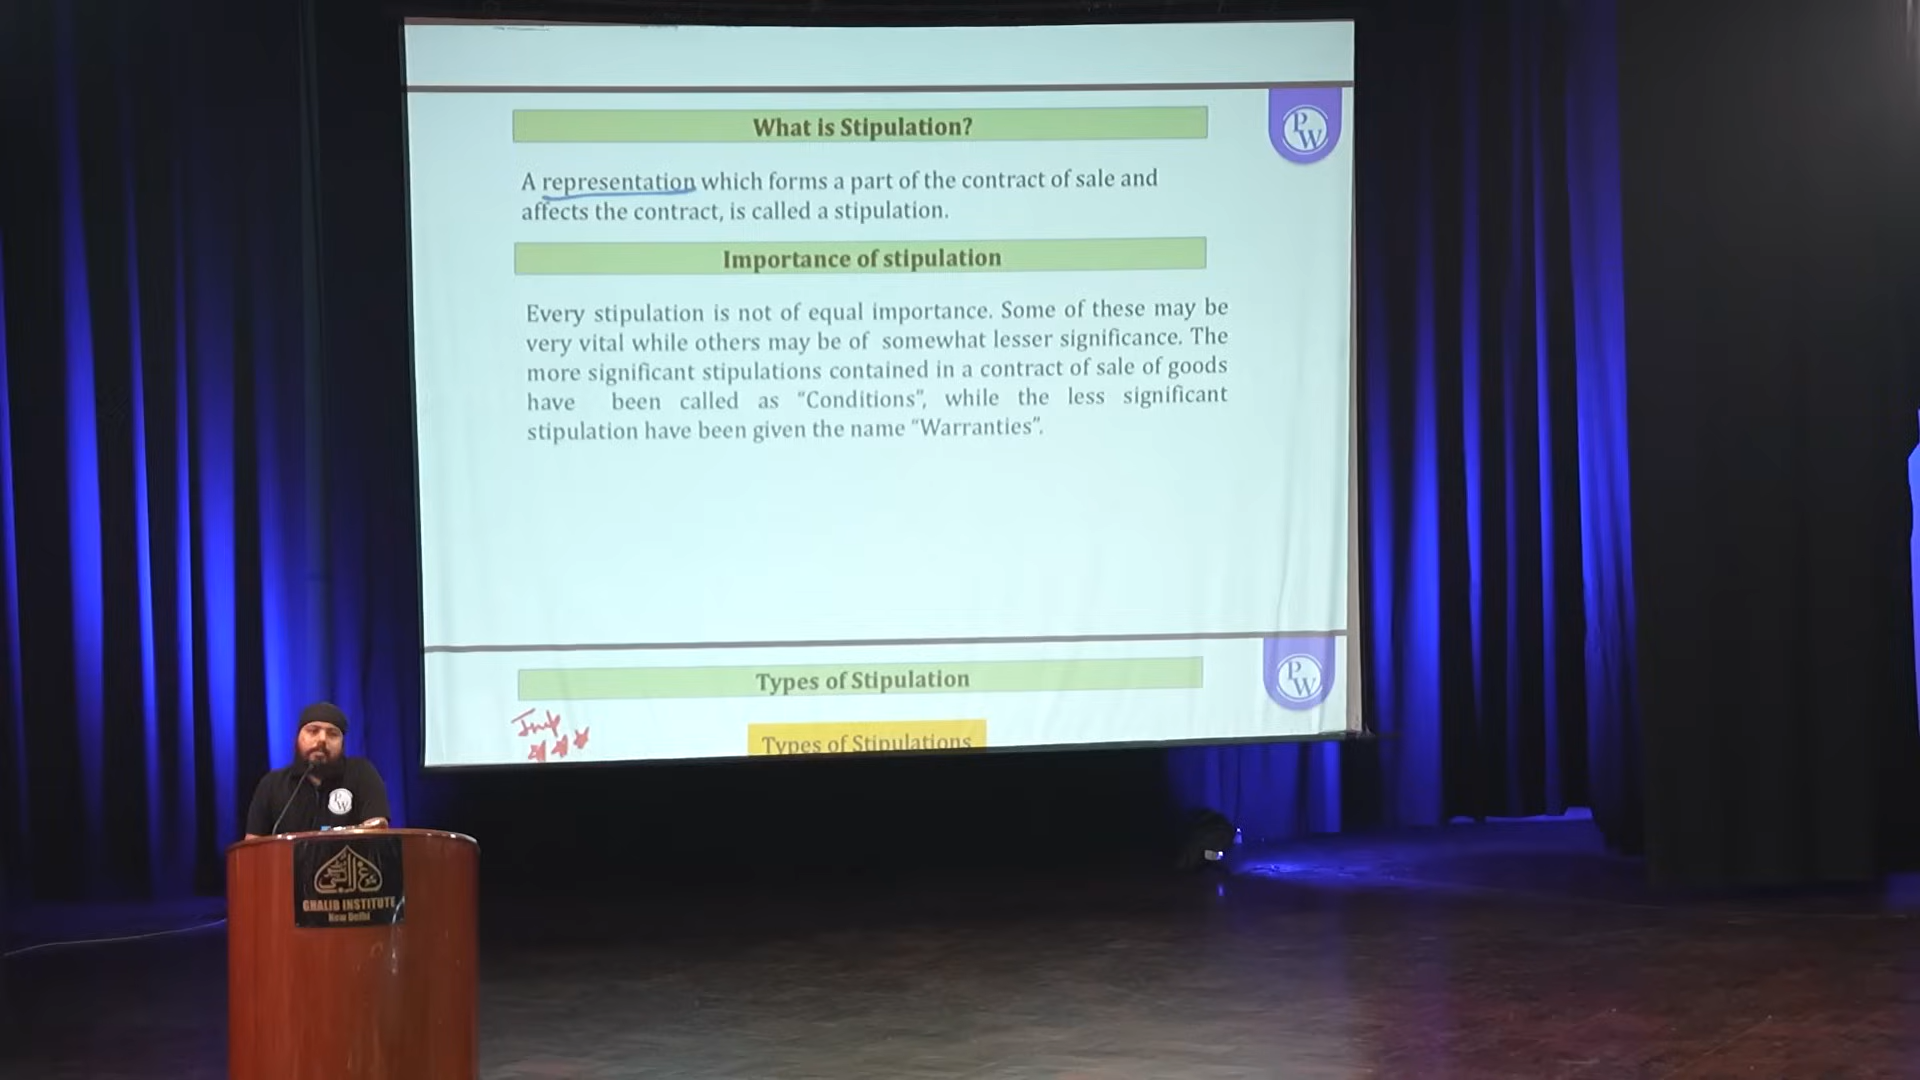 What is Stipulation?
A representation which forms a part of the contract of sale and
affects the contract, is called a stipulation.
Importance of stipulation
Every stipulation is not of equal importance. Some of these may be
very vital while others may be of somewhat lesser significance. The
more significant stipulations contained in a contract of sale of goods
have been called as “Conditions”, while the less significant
stipulation have been given the name “Warranties”.
PW
Types of Stipulation
PW
Imp
Types of Stipulations
PW
GHALIB INSTITUTE
New Delhi